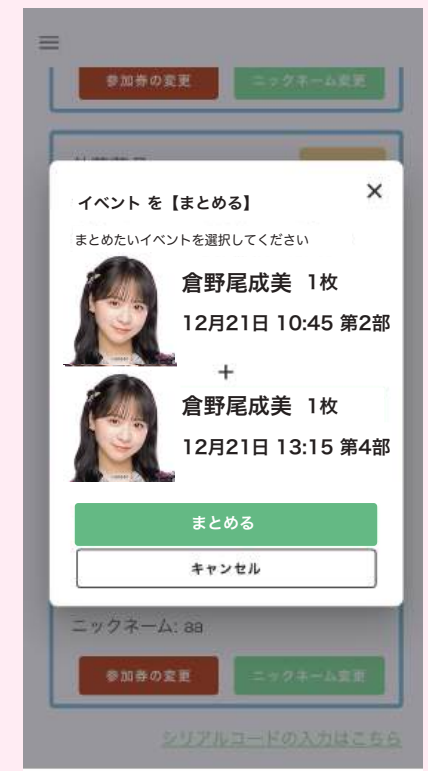 参加券の変更 ニックネーム変更
イベント を【まとめる】
まとめたいイベントを選択してください
倉野尾成美 1枚
12月21日 10:45 第2部
+
倉野尾成美 1枚
12月21日 13:15 第4部
まとめる
キャンセル
ニックネーム: aa
参加券の変更 ニックネーム変更
シリアルコードの入力はこちら